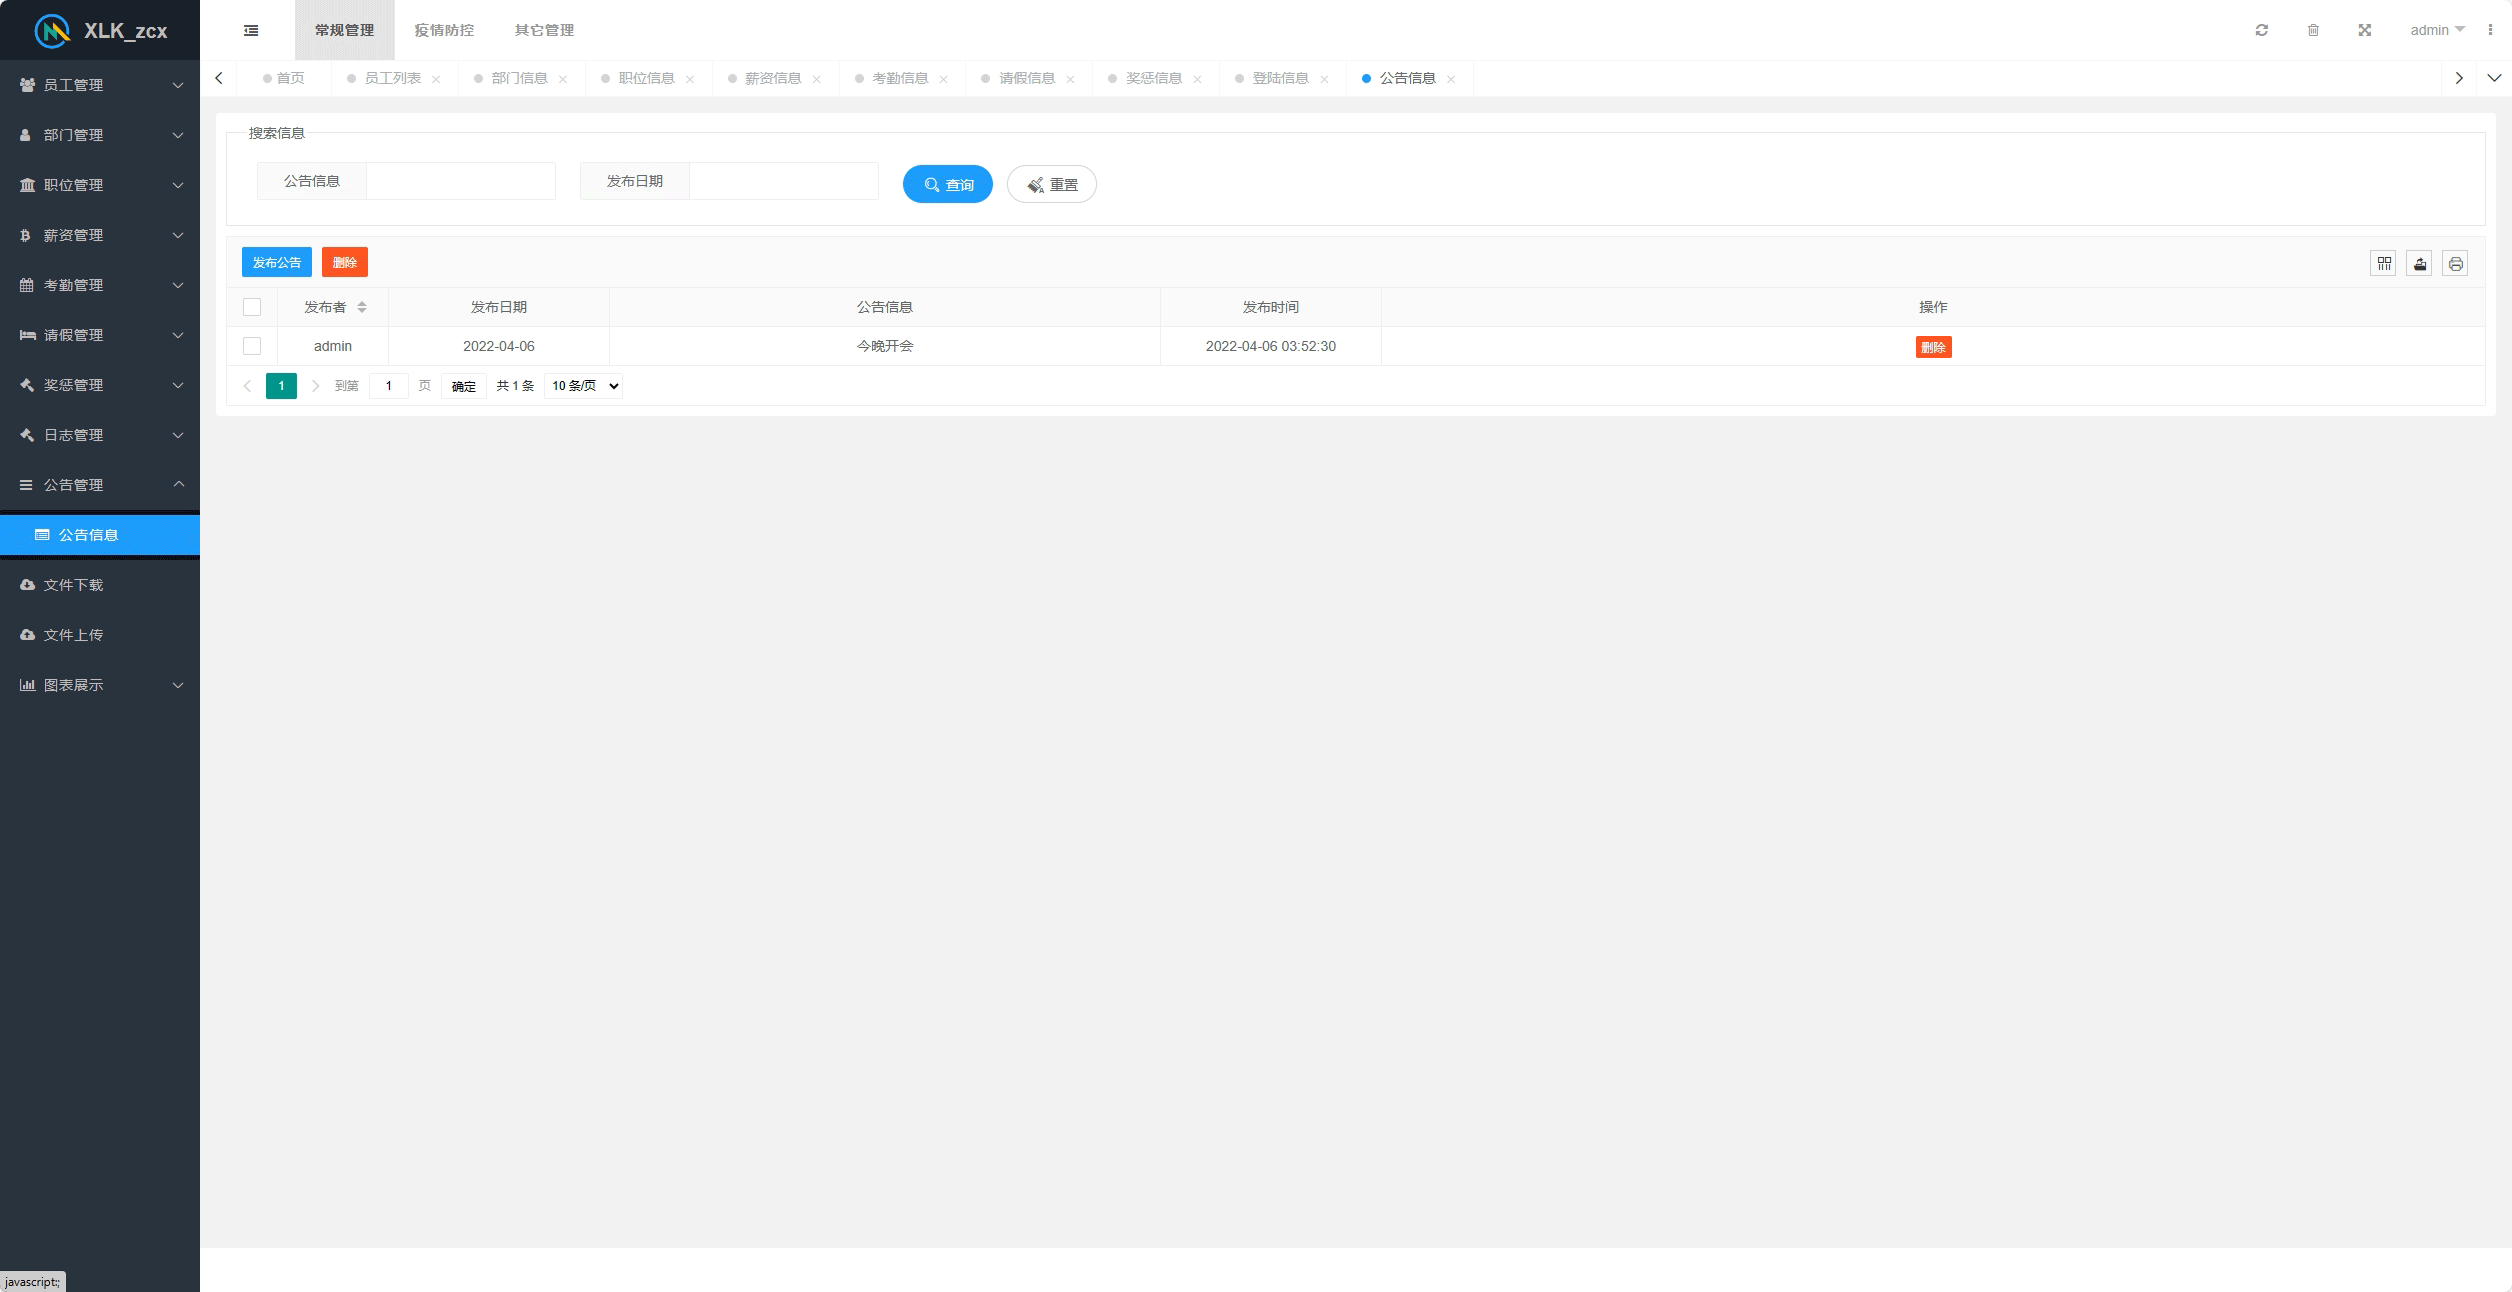 XLK_zcx
常规管理 疫情防控 其它管理
admin
首页 员工列表 部门信息 职位信息 薪资信息 考勤信息 请假信息 奖惩信息 登陆信息 公告信息
员工管理
部门管理
职位管理
薪资管理
考勤管理
请假管理
奖惩管理
日志管理
公告管理
公告信息
文件下载
文件上传
图表展示
搜索信息
公告信息 发布日期 查询 重置
发布公告 删除
发布者 发布日期 公告信息 发布时间 操作
admin 2022-04-06 今晚开会 2022-04-06 03:52:30 删除
1 到第 1 页 确定 共 1 条 10 条/页
javascript:;